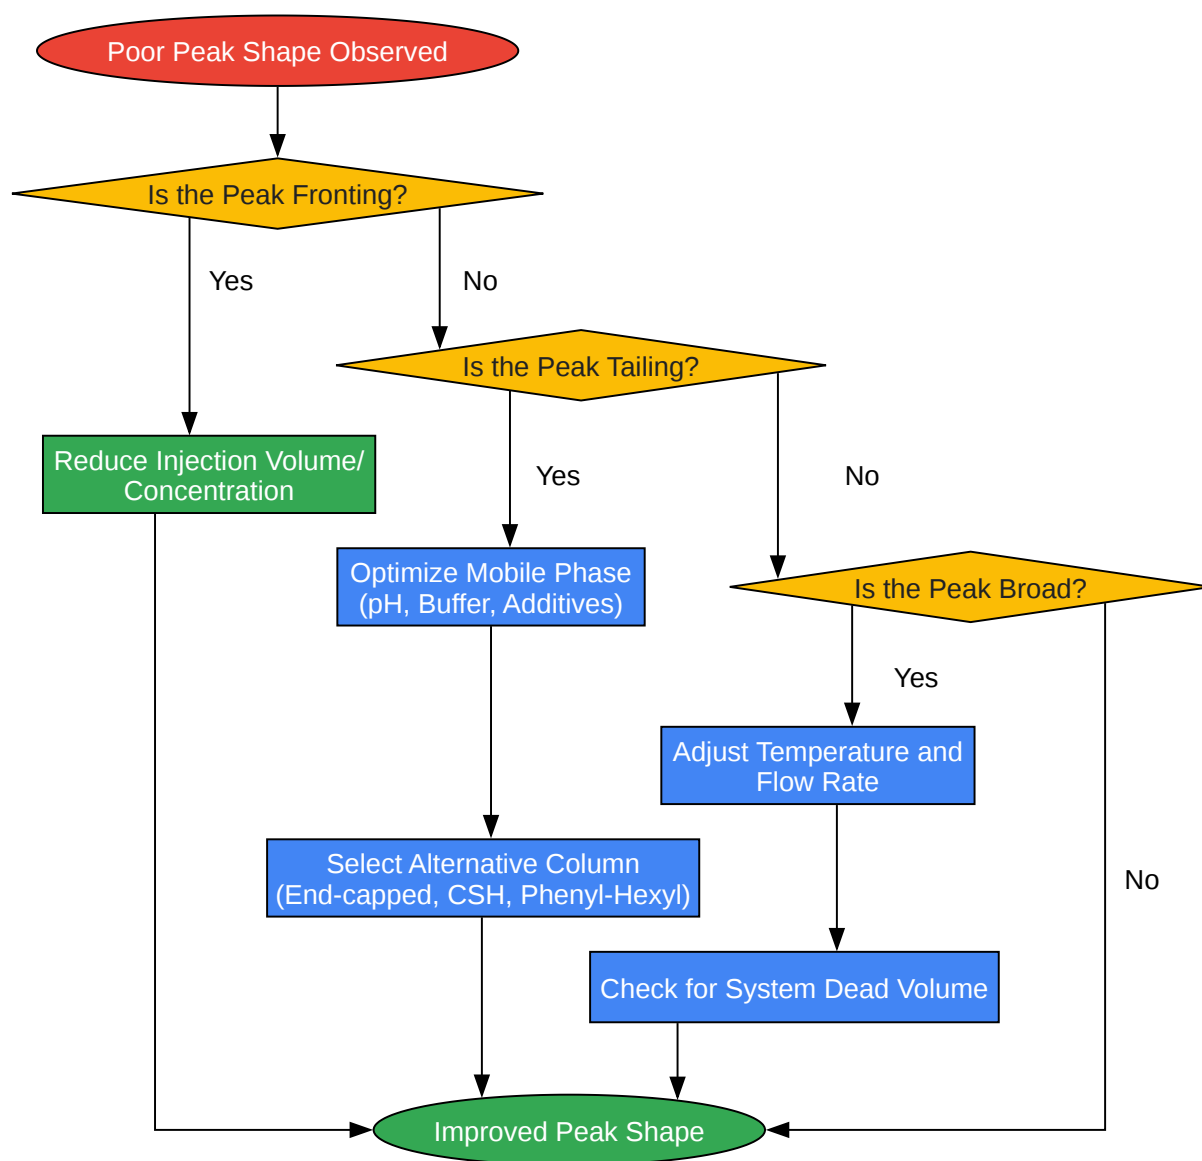 Poor Peak Shape Observed
Is the Peak Fronting?
Yes
No
Is the Peak Tailing?
Reduce Injection Volume/
Concentration
Yes
No
Optimize Mobile Phase
(pH, Buffer, Additives)
Is the Peak Broad?
Yes
Adjust Temperature and
Flow Rate
Select Alternative Column
(End-capped, CSH, Phenyl-Hexyl)
No
Check for System Dead Volume
Improved Peak Shape